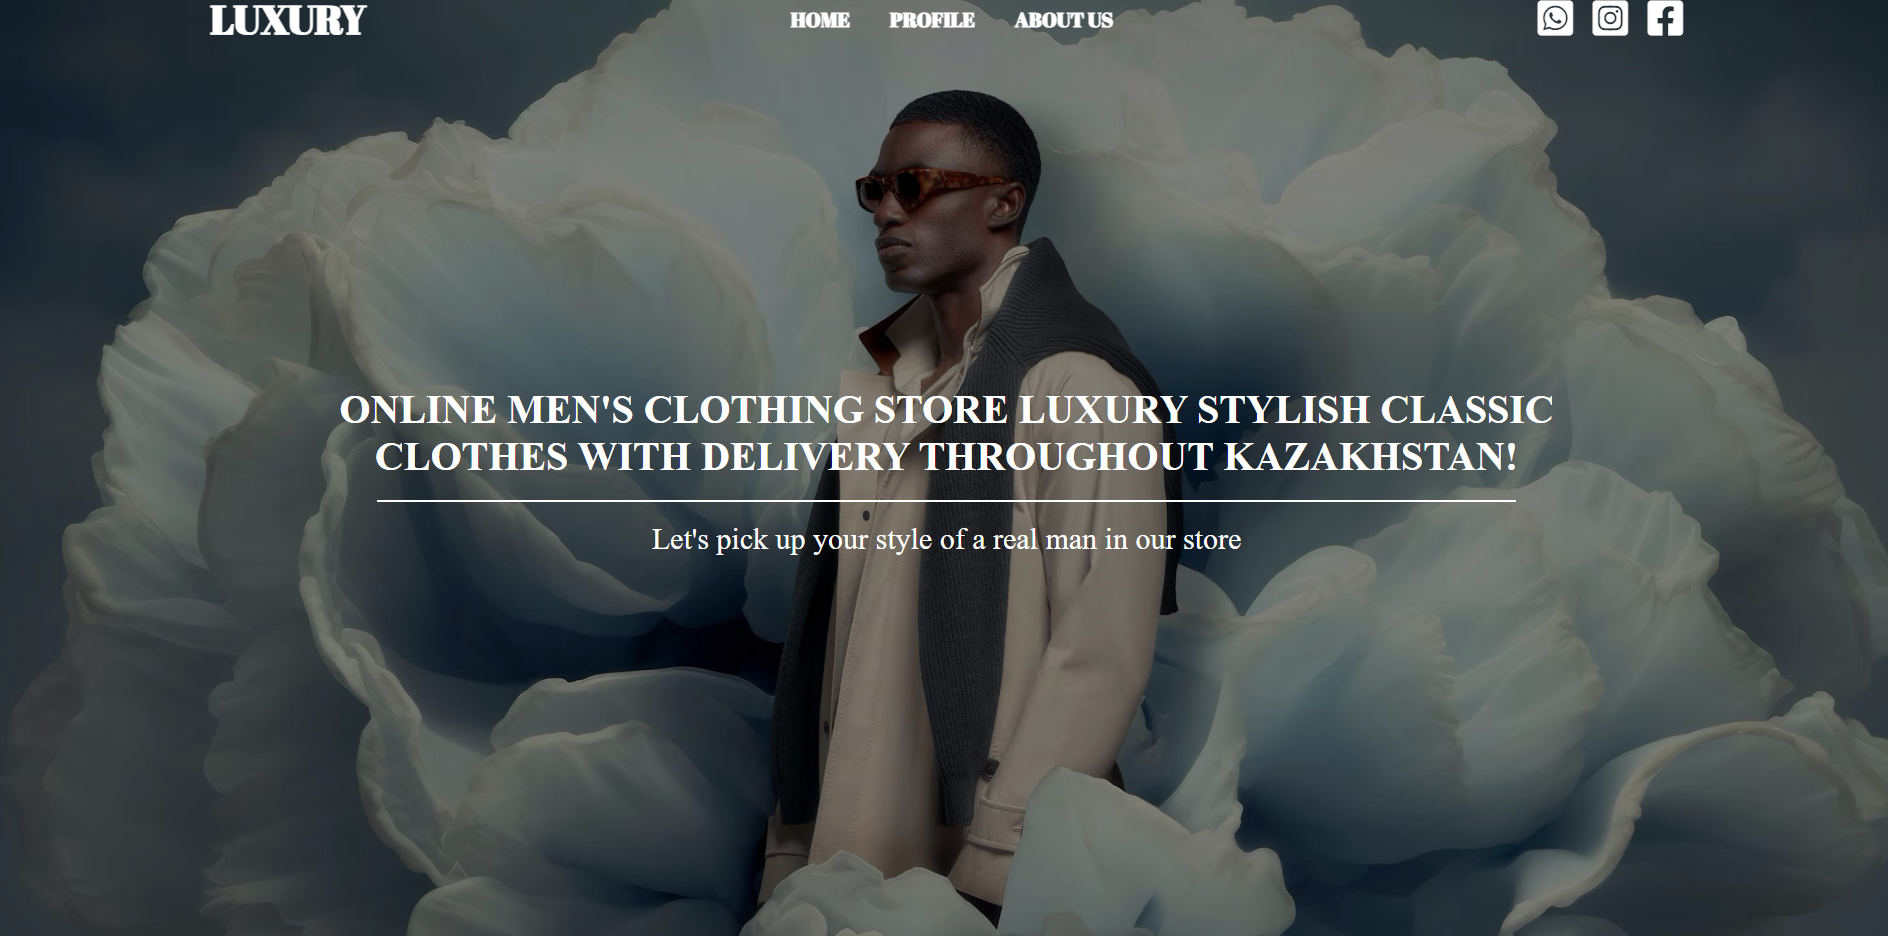 LUXURY
HOME PROFILE ABOUT US
ONLINE MEN'S CLOTHING STORE LUXURY STYLISH CLASSIC
CLOTHES WITH DELIVERY THROUGHOUT KAZAKHSTAN!
Let's pick up your style of a real man in our store